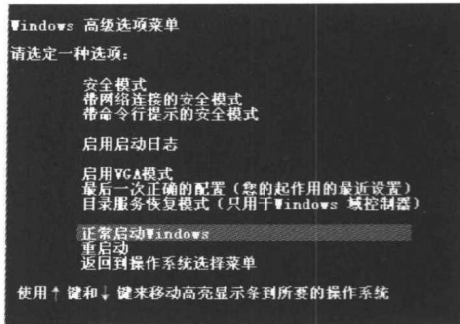 Windows 高级选项菜单
请选定一种选项:
安全模式
带网络连接的安全模式
带命令行提示的安全模式
启用启动日志
启用VGA模式
最后一次正确的配置(您的起作用的最近设置)
目录服务恢复模式(只用于Windows 域控制器)
正常启动Windows
重启动
返回到操作系统选择菜单
使用↑键和↓键来移动高亮显示条到所要的操作系统